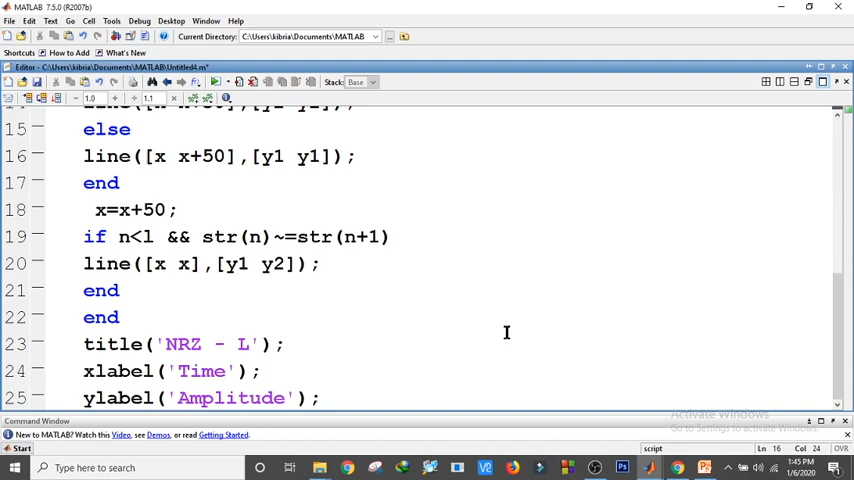 MATLAB 7.5.0 (R2007b)
File Edit Text Go Cell Tools Debug Desktop Window Help
Current Directory: C:\Users\kibria\Documents\MATLAB
Shortcuts How to Add What's New
Editor - C:\Users\kibria\Documents\MATLAB\Untitled4.m*
Stack: Base
1.0 1.1
15 else
16 line([x x+50],[y1 y1]);
17 end
18 x=x+50;
19 if n<l && str(n)~=str(n+1)
20 line([x x],[y1 y2]);
21 end
22 end
23 title('NRZ - L');
24 xlabel('Time');
25 ylabel('Amplitude');
Activate Windows
Go to Settings to activate Windows.
Command Window
New to MATLAB? Watch this Video, see Demos, or read Getting Started.
Start script Ln 16 Col 24 OVR
Type here to search
1:45 PM
1/6/2020